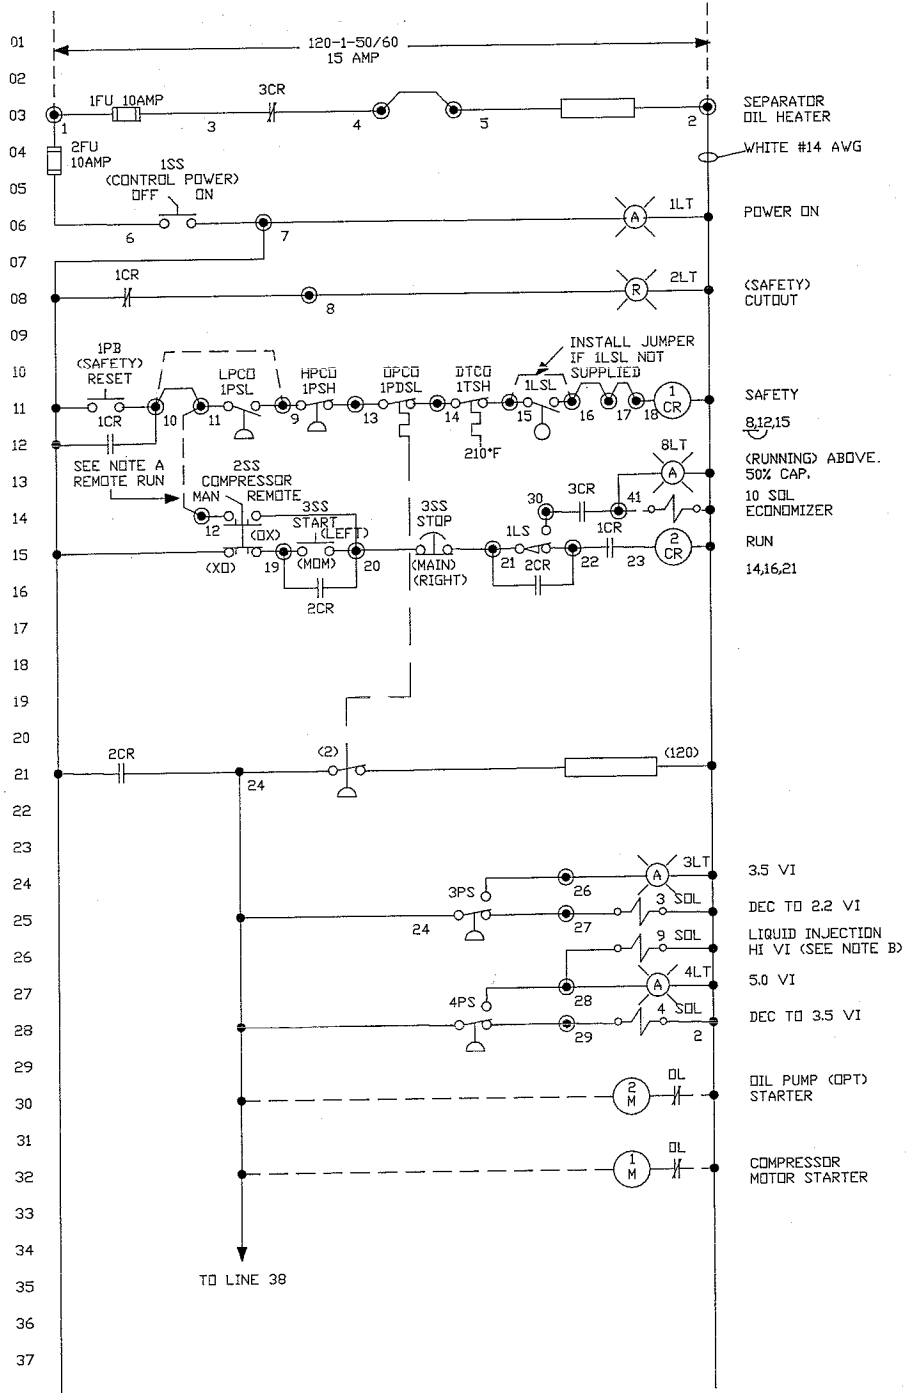 01
120-1-50/60
15 AMP
02
1FU 10AMP
3CR
03
1
3
4
5
2
SEPARATOR
OIL HEATER
04
2FU
10AMP
WHITE #14 AWG
1SS
(CONTROL POWER)
OFF ON
05
06
6
7
A
1LT
POWER ON
07
1CR
08
8
R
2LT
(SAFETY)
CUTOUT
09
INSTALL JUMPER
IF 1LSL NOT
SUPPLIED
10
1PB
(SAFETY)
RESET
LPCO
1PSL
HPCO
1PSH
OPCO
1PDSL
DTCO
1TSH
1LSL
11
10
11
9
13
14
15
16
17
18
1
CR
SAFETY
8,12,15
1CR
12
210°F
8LT
SEE NOTE A
REMOTE RUN
13
2SS
COMPRESSOR
MAN REMOTE
A
(RUNNING) ABOVE.
50% CAP.
14
12
(OX)
3SS
START
(LEFT)
3SS
STOP
30
3CR
41
10 SOL
ECONOMIZER
1LS
1CR
15
(XO)
19
(MOM)
20
(MAIN)
(RIGHT)
21
2CR
22
23
2
CR
RUN
14,16,21
16
2CR
17
18
19
20
2CR
(2)
(120)
21
24
22
23
24
3PS
26
A
3LT
3.5 VI
25
24
27
3 SOL
DEC TO 2.2 VI
26
9 SOL
LIQUID INJECTION
HI VI (SEE NOTE B)
27
4PS
28
A
4LT
5.0 VI
28
29
4 SOL
2
DEC TO 3.5 VI
29
30
2
M
OL
OIL PUMP (OPT)
STARTER
31
32
1
M
OL
COMPRESSOR
MOTOR STARTER
33
34
TO LINE 38
35
36
37